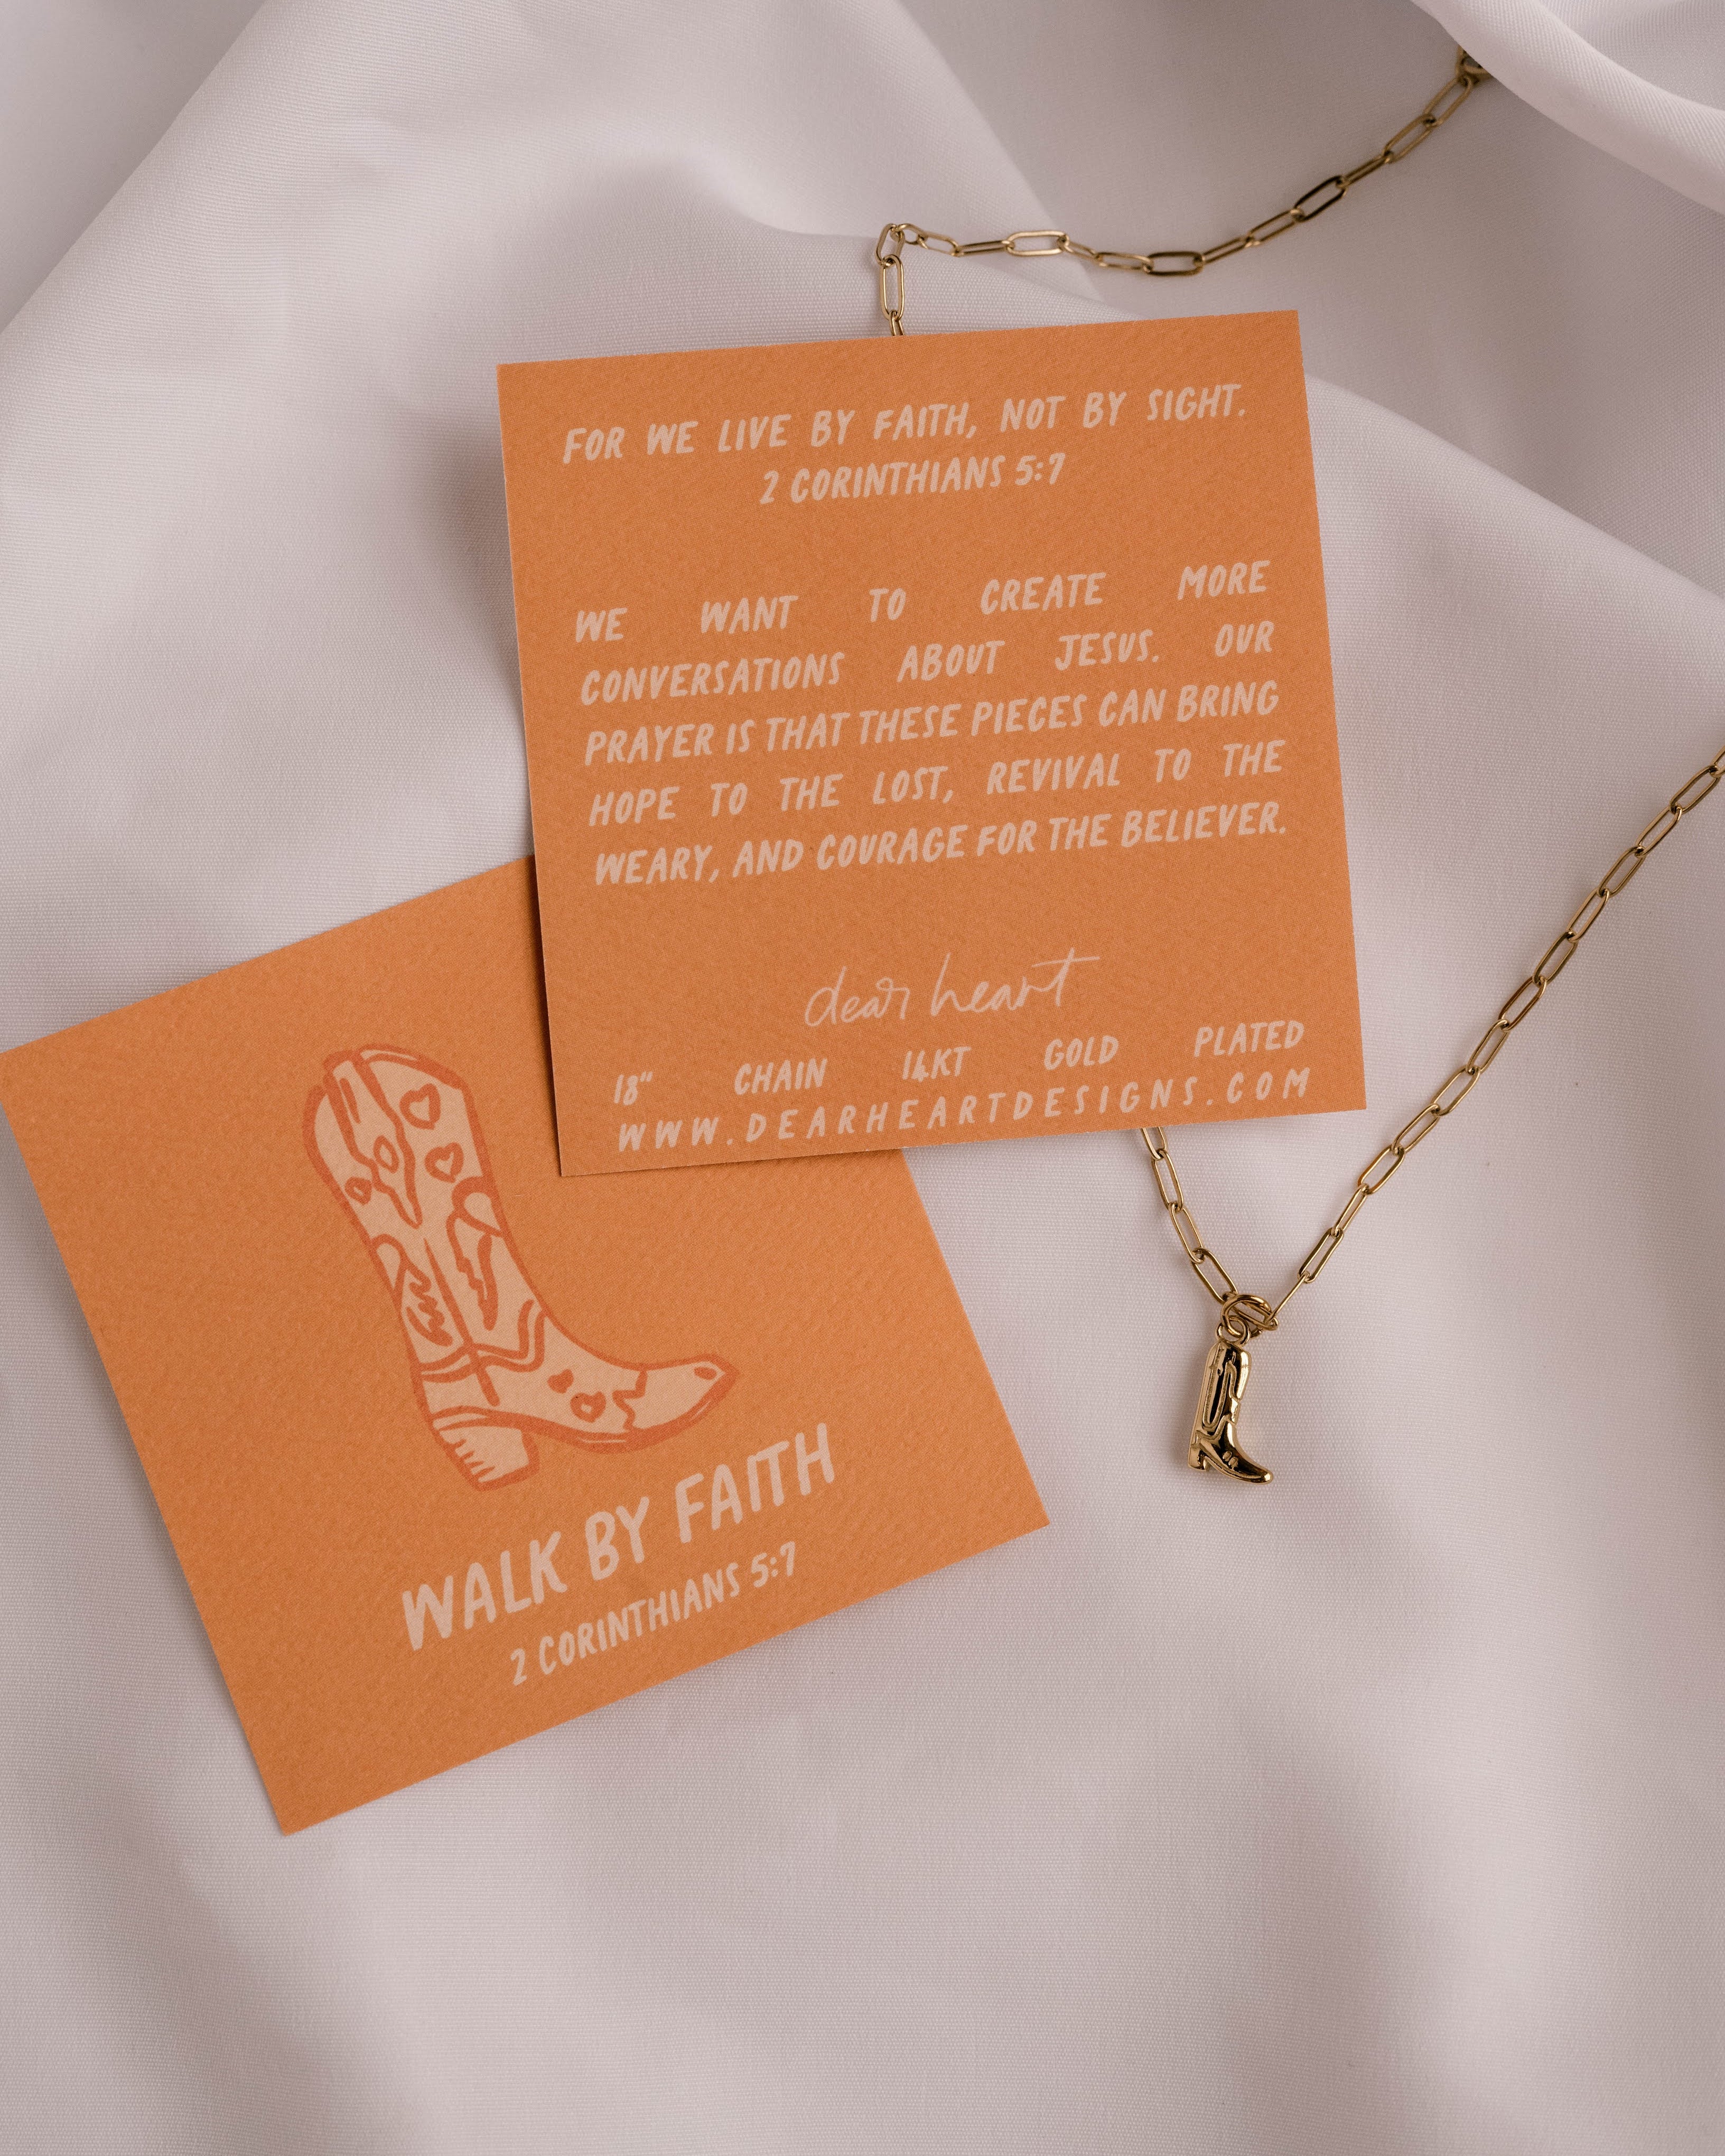 FOR WE LIVE BY FAITH, NOT BY SIGHT.
2 CORINTHIANS 5:7
WE WANT TO CREATE MORE
CONVERSATIONS ABOUT JESUS. OUR
PRAYER IS THAT THESE PIECES CAN BRING
HOPE TO THE LOST, REVIVAL TO THE
WEARY, AND COURAGE FOR THE BELIEVER.
dear heart
18" CHAIN 14KT GOLD PLATED
WWW.DEARHEARTDESIGNS.COM
WALK BY FAITH
2 CORINTHIANS 5:7